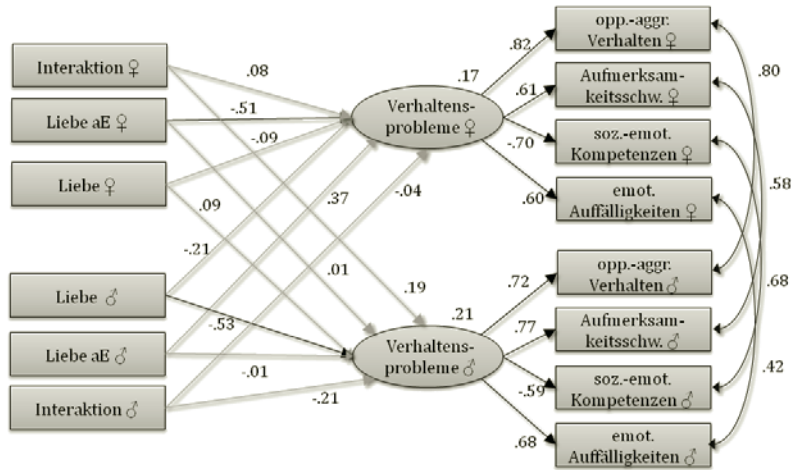 opp.-aggr.
Verhalten ♀
.82
.80
.17
Interaktion ♀
.08
Aufmerksam-
keitsschw. ♀
.61
Verhaltens-
probleme ♀
Liebe aE ♀
-.51
-.09
soz.-emot.
Kompetenzen ♀
-.70
Liebe ♀
.37
-.04
.58
emot.
Auffälligkeiten ♀
.60
.09
-.21
opp.-aggr.
Verhalten ♂
.01
.72
.68
.19
Liebe ♂
.21
Aufmerksam-
keitsschw. ♂
.77
-.53
Verhaltens-
probleme ♂
Liebe aE ♂
-.01
soz.-emot.
Kompetenzen ♂
-.59
.42
Interaktion ♂
-.21
emot.
Auffälligkeiten ♂
.68